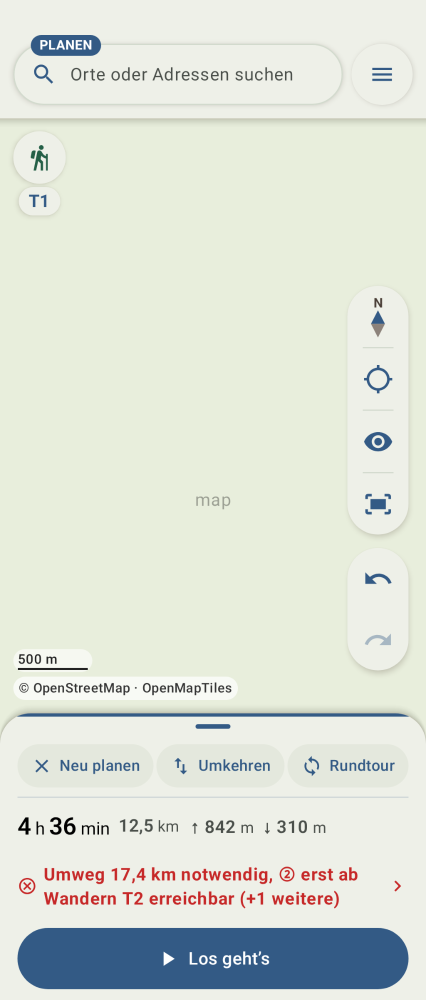 PLANEN
Orte oder Adressen suchen
T1
N
map
500 m
© OpenStreetMap · OpenMapTiles
Neu planen
Umkehren
Rundtour
4 h 36 min 12,5 km ↑ 842 m ↓ 310 m
Umweg 17,4 km notwendig, ② erst ab
Wandern T2 erreichbar (+1 weitere)
Los geht’s